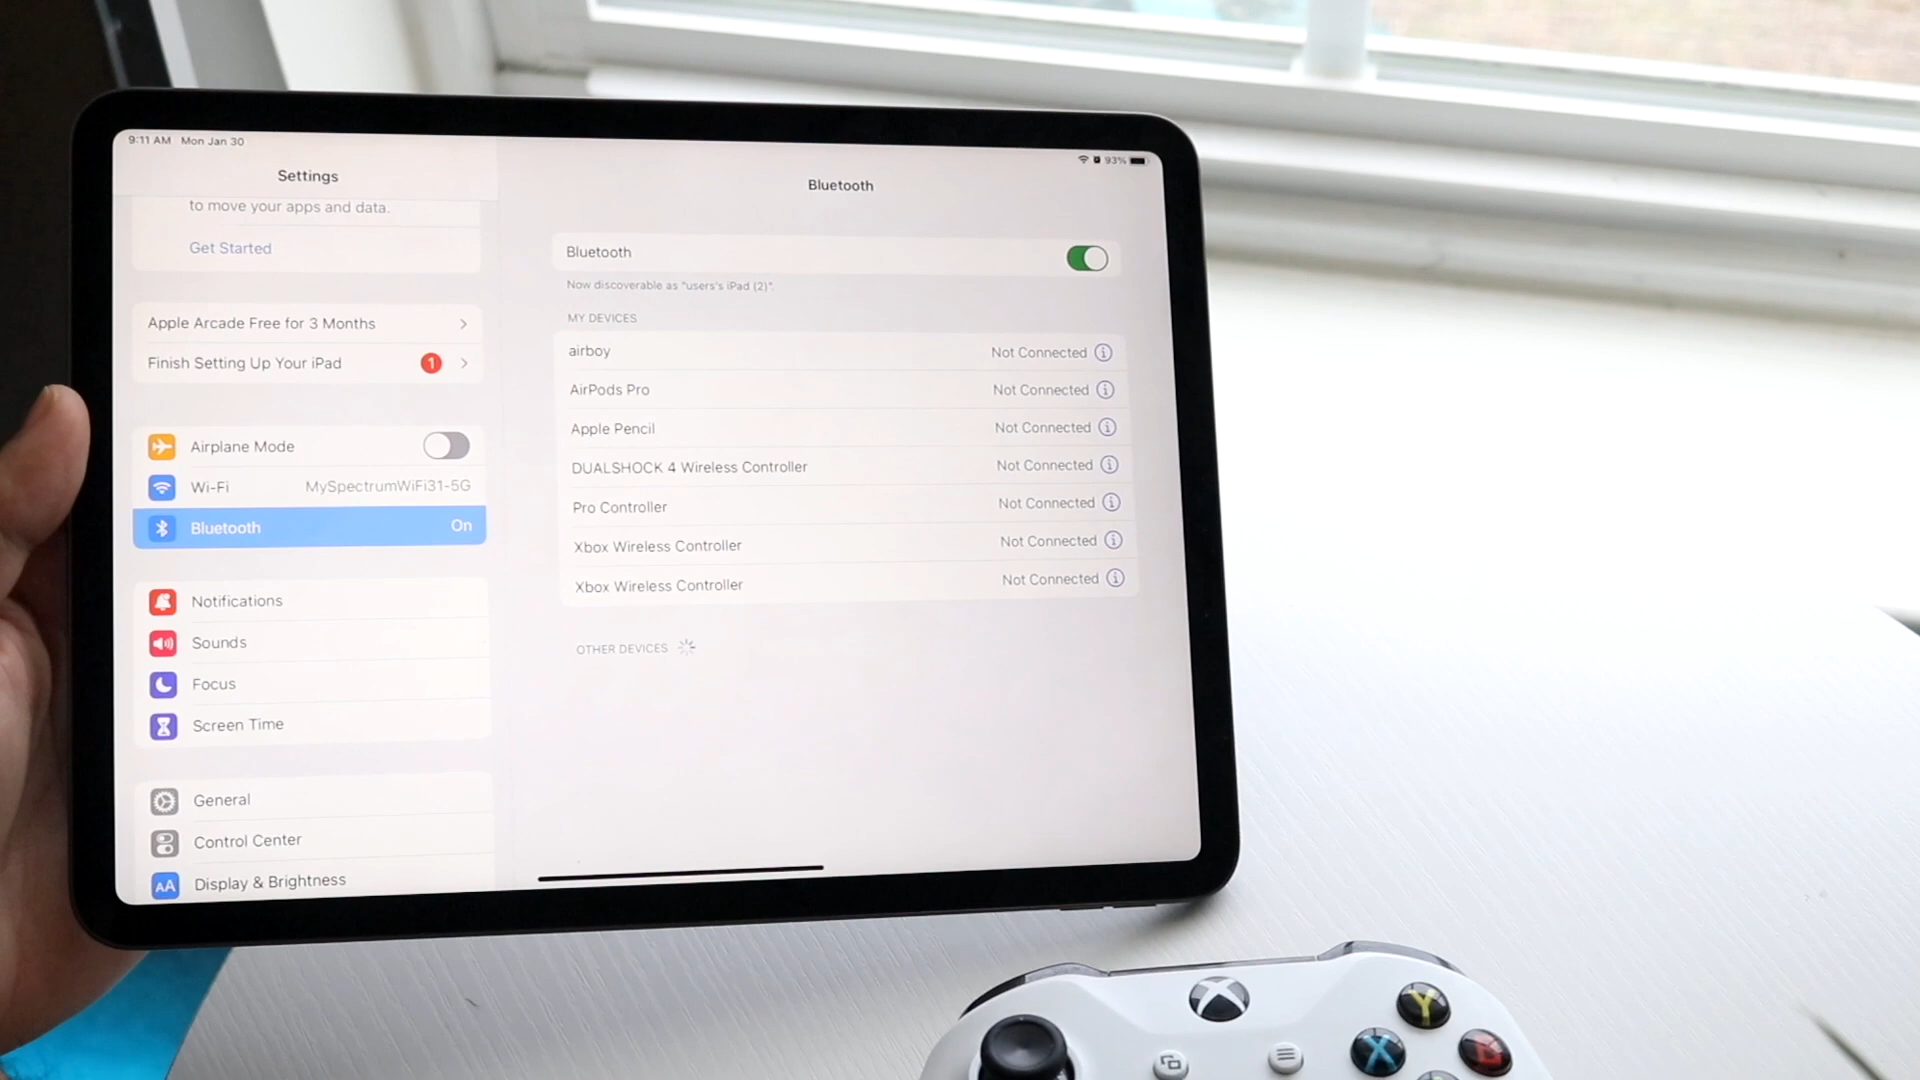 9:11 AM Mon Jan 30
93%
Settings
to move your apps and data.
Get Started
Apple Arcade Free for 3 Months
Finish Setting Up Your iPad 1
Airplane Mode
Wi-Fi MySpectrumWiFi31-5G
Bluetooth On
Notifications
Sounds
Focus
Screen Time
General
Control Center
AA Display & Brightness
Bluetooth
Bluetooth
Now discoverable as "users's iPad (2)".
MY DEVICES
airboy Not Connected
AirPods Pro Not Connected
Apple Pencil Not Connected
DUALSHOCK 4 Wireless Controller Not Connected
Pro Controller Not Connected
Xbox Wireless Controller Not Connected
Xbox Wireless Controller Not Connected
OTHER DEVICES
Y
X
B